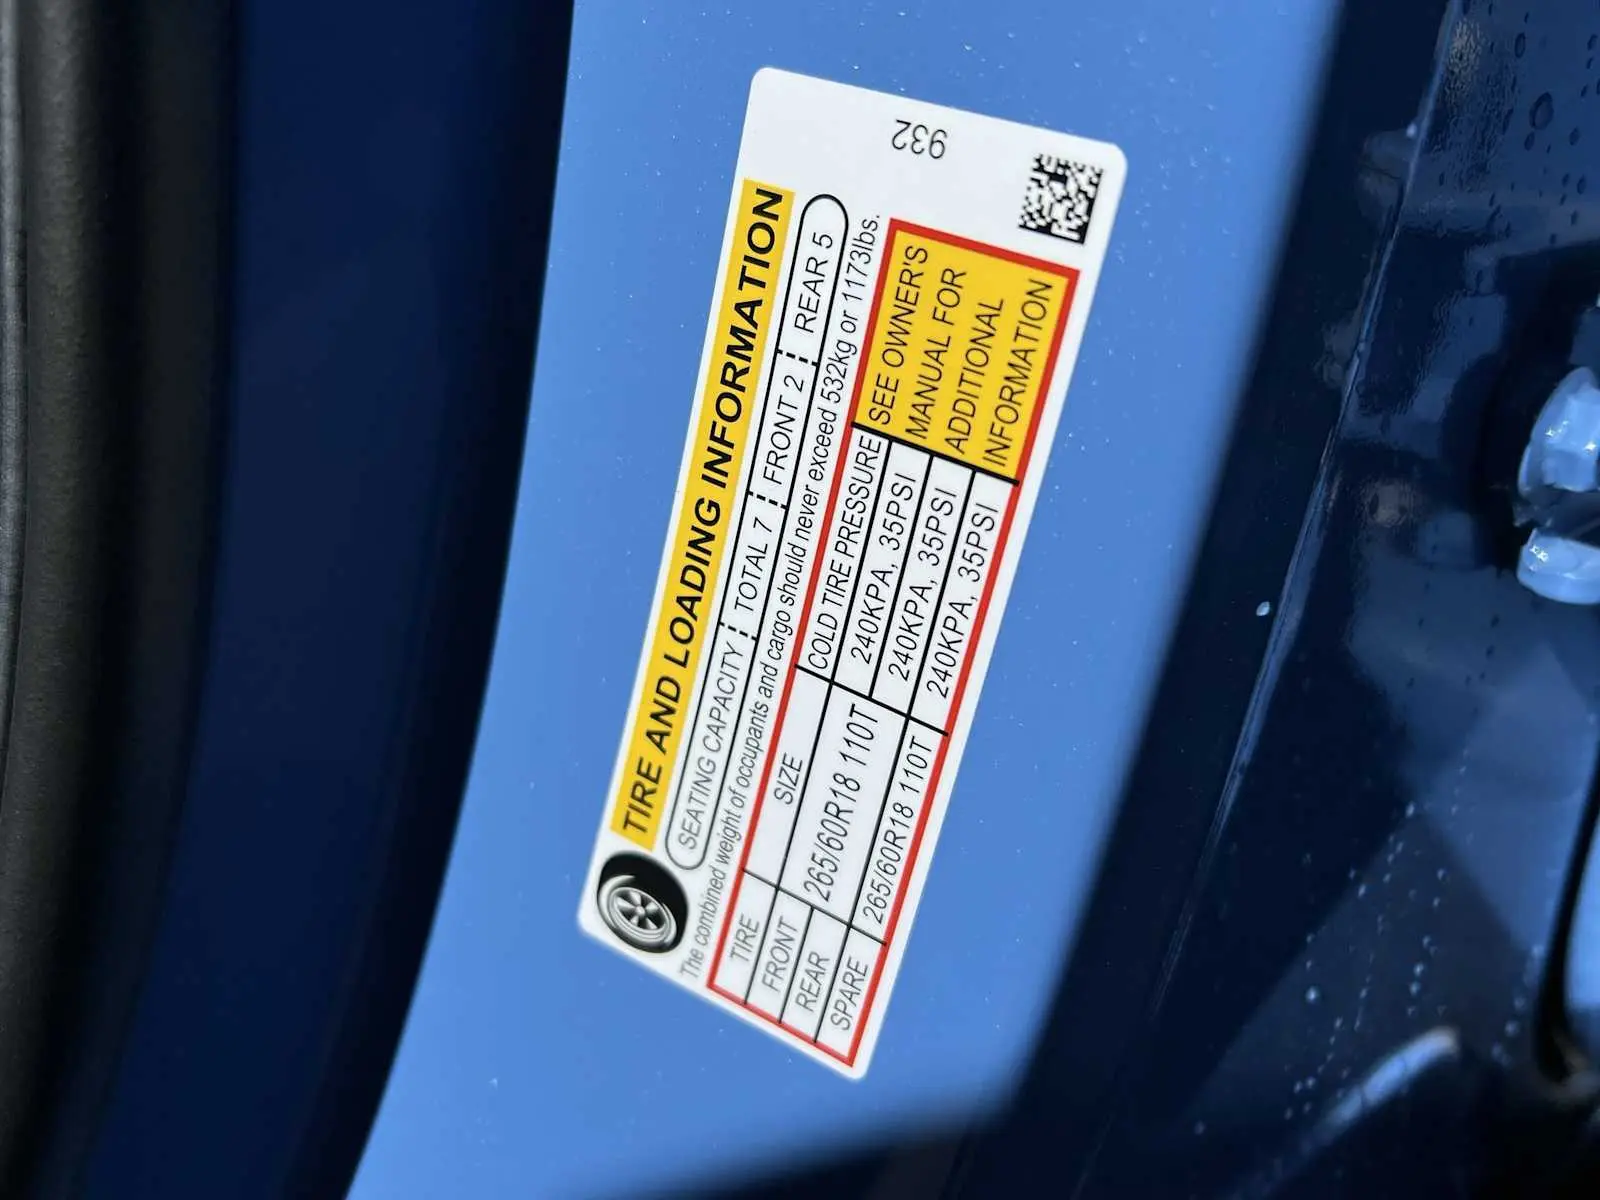 932
TIRE AND LOADING INFORMATION
SEATING CAPACITY TOTAL 7 FRONT 2 REAR 5
The combined weight of occupants and cargo should never exceed 532kg or 1173lbs.
TIRE SIZE COLD TIRE PRESSURE
FRONT 265/60R18 110T 240KPA, 35PSI
REAR 240KPA, 35PSI
SPARE 265/60R18 110T 240KPA, 35PSI
SEE OWNER'S
MANUAL FOR
ADDITIONAL
INFORMATION